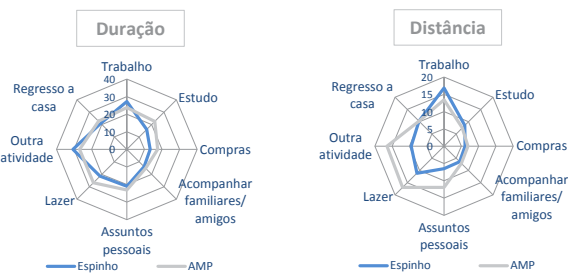 Duração
Trabalho
40
30
20
10
0
Estudo
Compras
Acompanhar
familiares/
amigos
Assuntos
pessoais
Lazer
Outra
atividade
Regresso a
casa
Espinho
AMP
Distância
Trabalho
20
15
10
5
0
Estudo
Compras
Acompanhar
familiares/
amigos
Assuntos
pessoais
Lazer
Outra
atividade
Regresso a
casa
Espinho
AMP